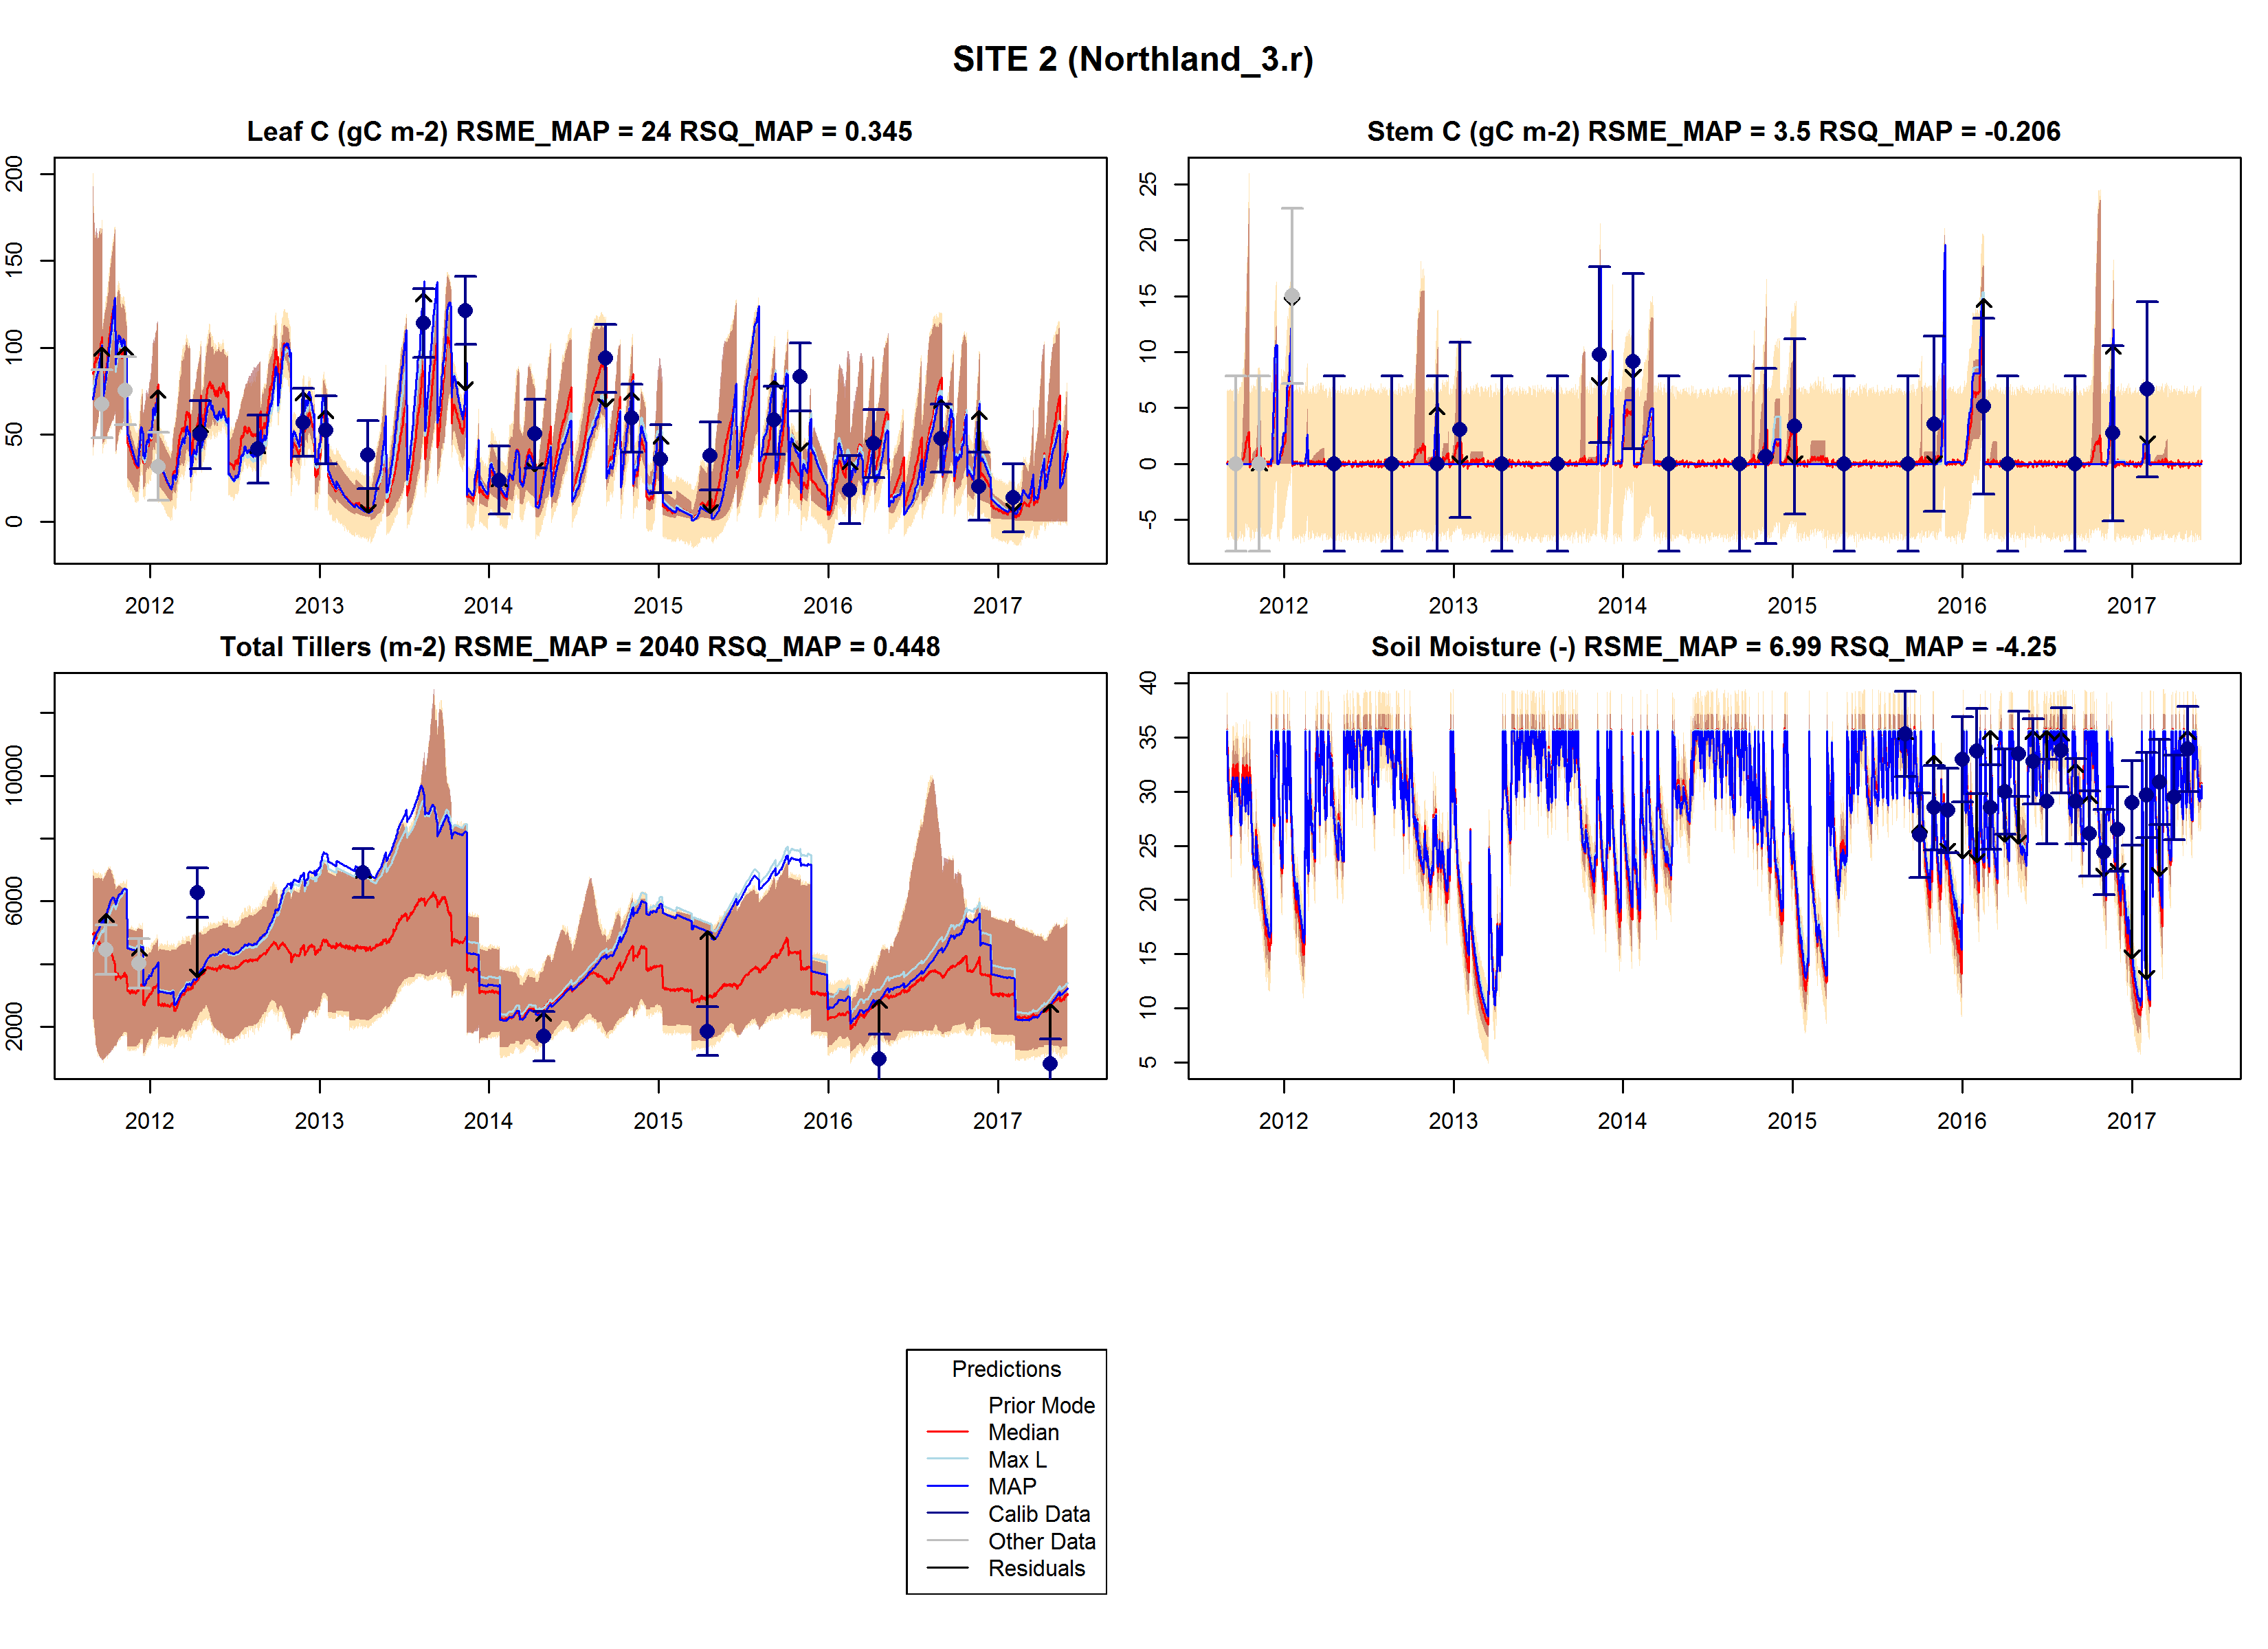 SITE 2 (Northland_3.r)
Leaf C (gC m-2) RSME_MAP = 24 RSQ_MAP = 0.345
200
150
100
50
0
2012 2013 2014 2015 2016 2017
Stem C (gC m-2) RSME_MAP = 3.5 RSQ_MAP = -0.206
25
20
15
10
5
0
-5
2012 2013 2014 2015 2016 2017
Total Tillers (m-2) RSME_MAP = 2040 RSQ_MAP = 0.448
10000
6000
2000
2012 2013 2014 2015 2016 2017
Soil Moisture (-) RSME_MAP = 6.99 RSQ_MAP = -4.25
40
35
30
25
20
15
10
5
2012 2013 2014 2015 2016 2017
Predictions
Prior Mode
Median
Max L
MAP
Calib Data
Other Data
Residuals